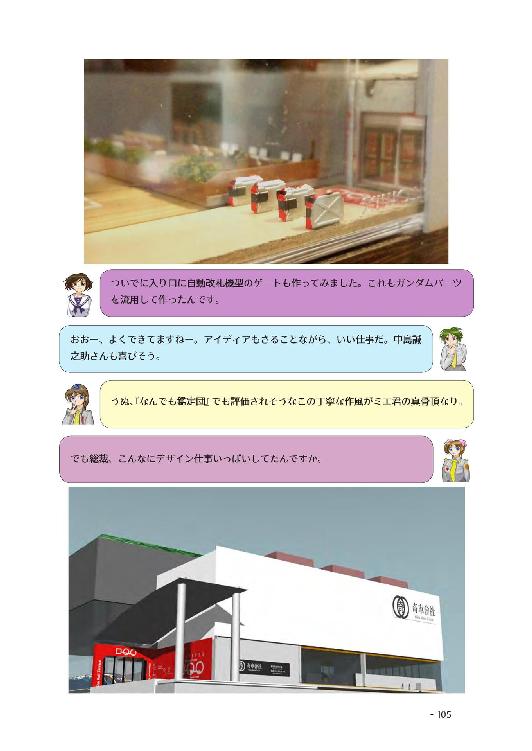 ついでに入り口に自動改札機型のゲートも作ってみました。これもガンダムパーツ
を流用して作ったんです。
おおー、よくできてますねー。アイディアもさることながら、いい仕事だ。中島誠
之助さんも喜びそう。
うぬ、『なんでも鑑定団』でも評価されそうなこの丁寧な作風がミエ君の真骨頂なり。
でも総裁、こんなにデザイン仕事いっぱいしてたんですか。
- 105